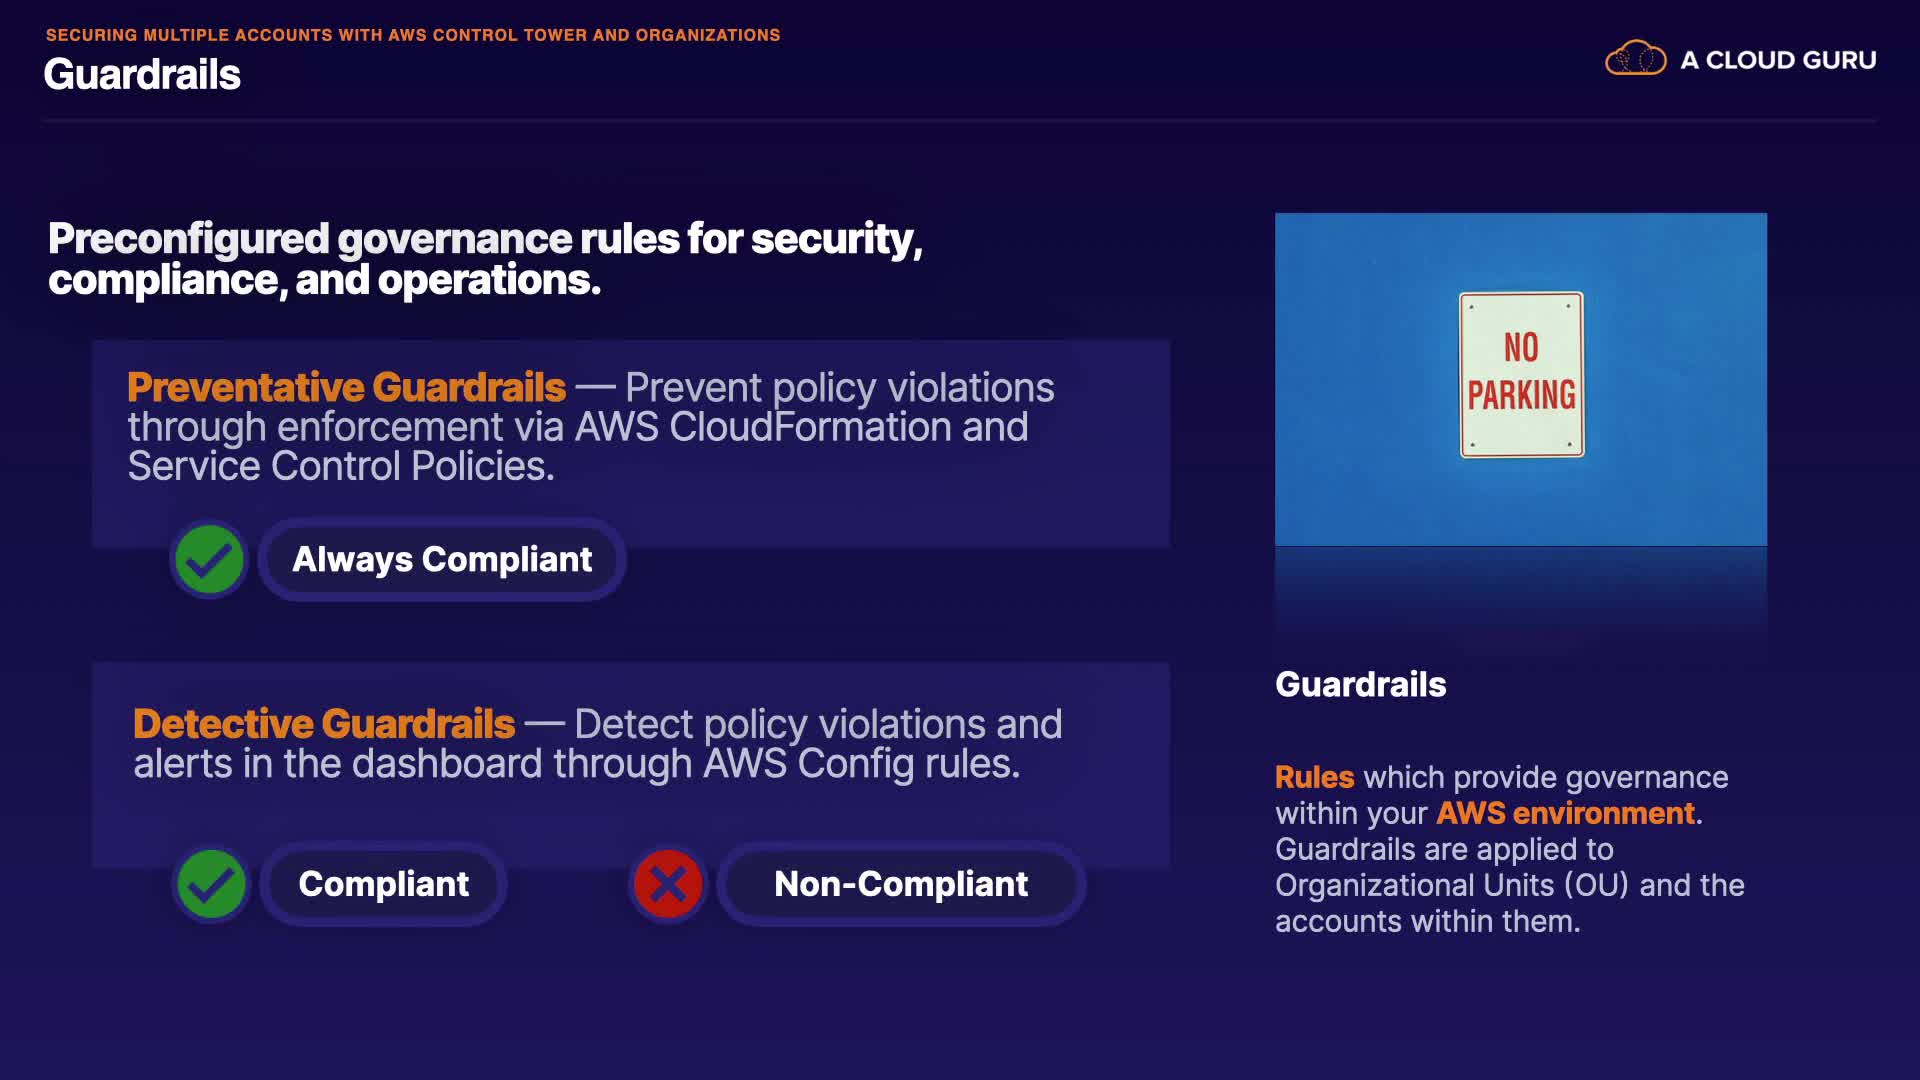 SECURING MULTIPLE ACCOUNTS WITH AWS CONTROL TOWER AND ORGANIZATIONS
Guardrails
A CLOUD GURU
Preconfigured governance rules for security,
compliance, and operations.
Preventative Guardrails — Prevent policy violations
through enforcement via AWS CloudFormation and
Service Control Policies.
Always Compliant
Detective Guardrails — Detect policy violations and
alerts in the dashboard through AWS Config rules.
Compliant
Non-Compliant
NO
PARKING
Guardrails
Rules which provide governance
within your AWS environment.
Guardrails are applied to
Organizational Units (OU) and the
accounts within them.